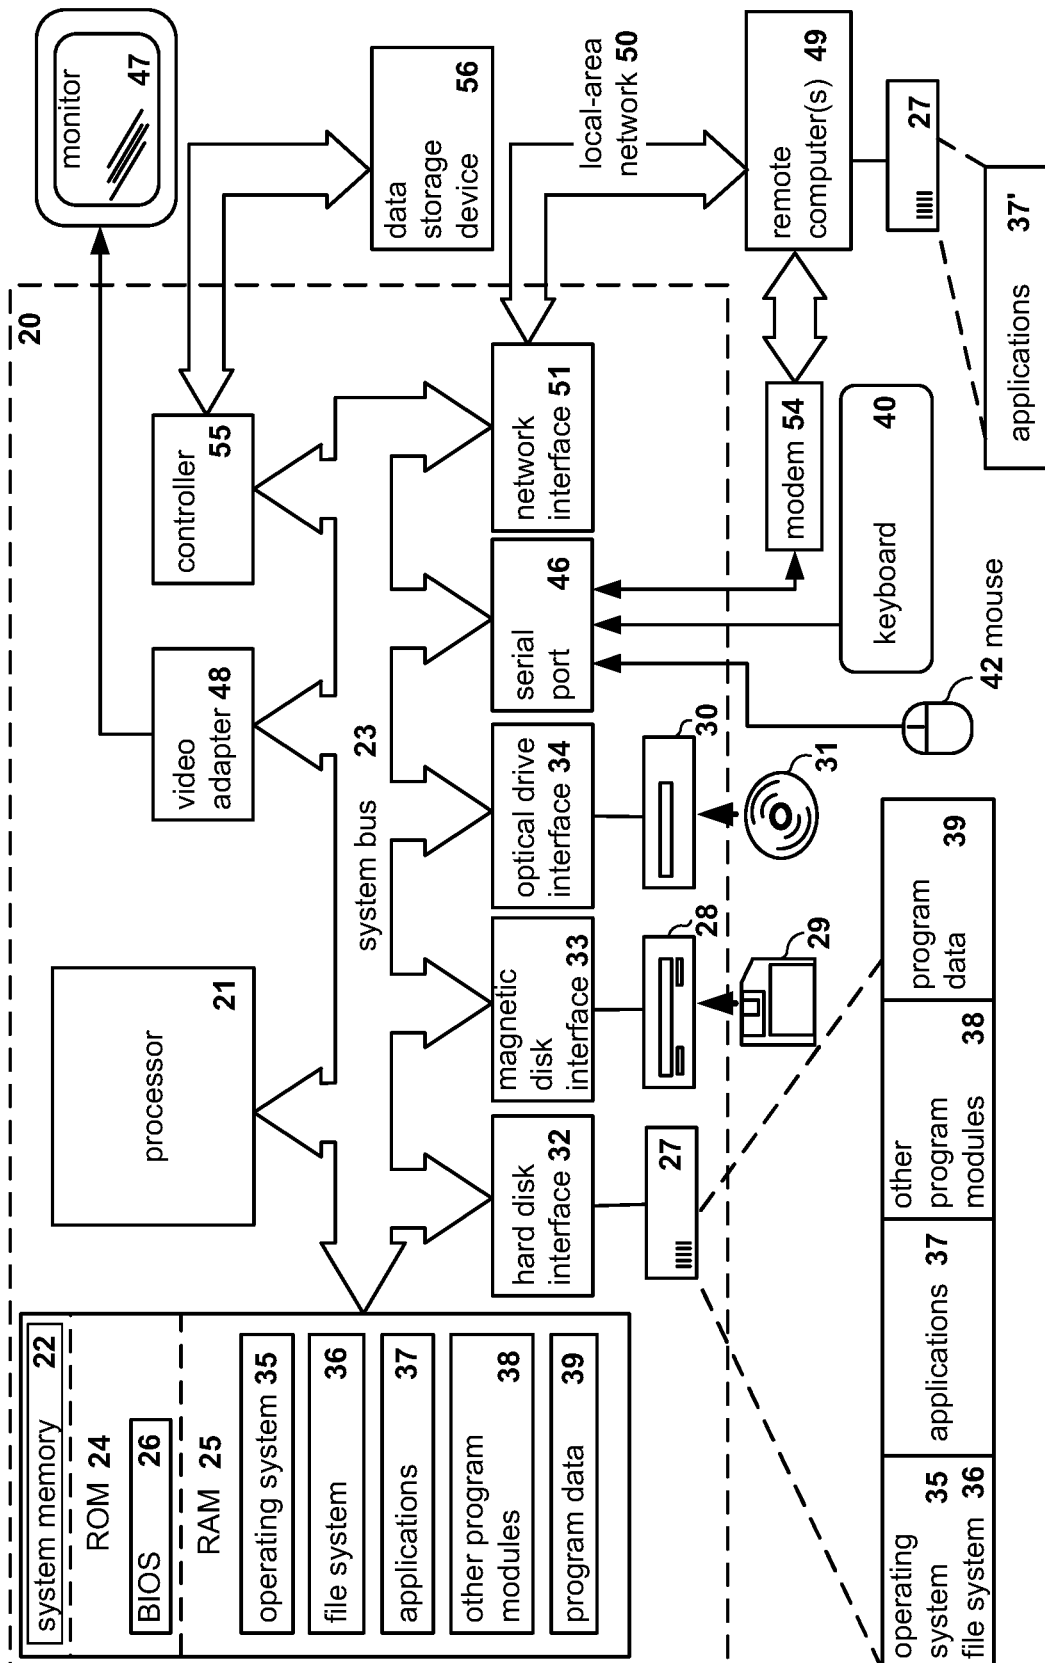 system memory 22
ROM 24
BIOS 26
RAM 25
operating system 35
file system 36
applications 37
other program
modules 38
program data 39
processor
21
20
system bus 23
video
adapter 48
controller
55
monitor
47
hard disk
interface 32
magnetic
disk
interface 33
optical drive
interface 34
serial
port
46
network
interface 51
data
storage
device
56
local-area
network 50
27
28
29
30
31
42 mouse
keyboard
40
modem 54
remote
computer(s)
49
27
applications 37'
operating
system 35
file system 36
applications 37
other
program
modules 38
program
data 39